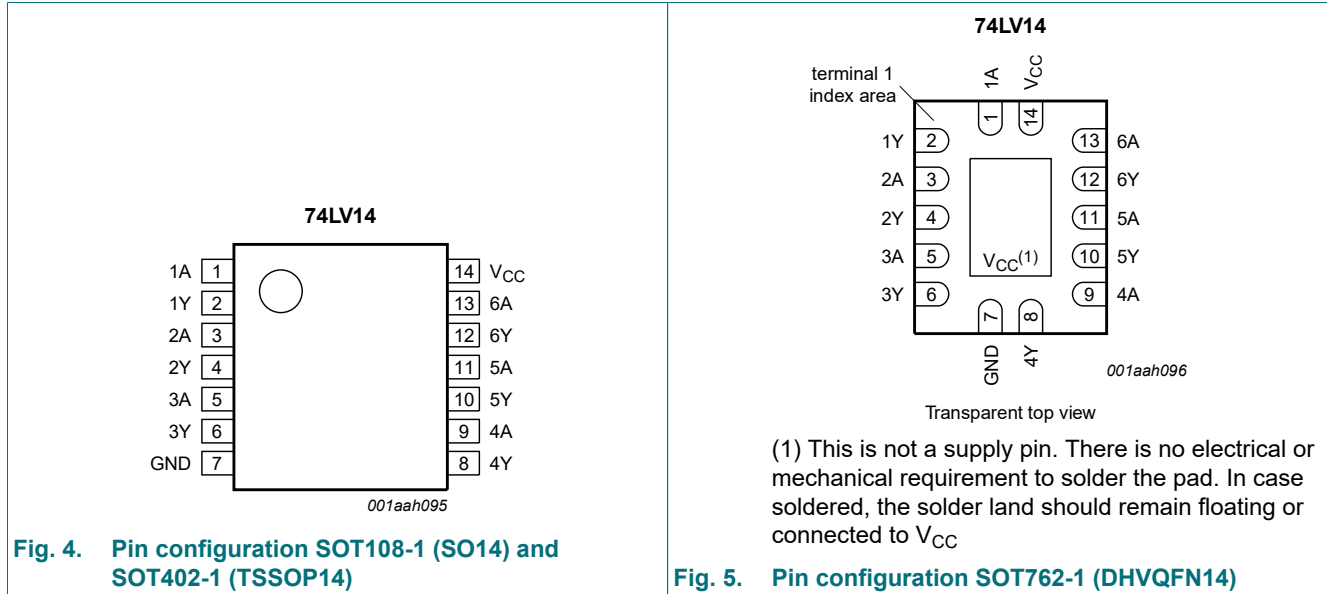 74LV14
1A 1
1Y 2
2A 3
2Y 4
3A 5
3Y 6
GND 7
14 VCC
13 6A
12 6Y
11 5A
10 5Y
9 4A
8 4Y
001aah095
Fig. 4. Pin configuration SOT108-1 (SO14) and
SOT402-1 (TSSOP14)
74LV14
terminal 1
index area
1A
VCC
1
14
1Y 2
2A 3
2Y 4
3A 5
3Y 6
13 6A
12 6Y
11 5A
10 5Y
9 4A
VCC(1)
7
8
GND
4Y
001aah096
Transparent top view
(1) This is not a supply pin. There is no electrical or
mechanical requirement to solder the pad. In case
soldered, the solder land should remain floating or
connected to VCC
Fig. 5. Pin configuration SOT762-1 (DHVQFN14)